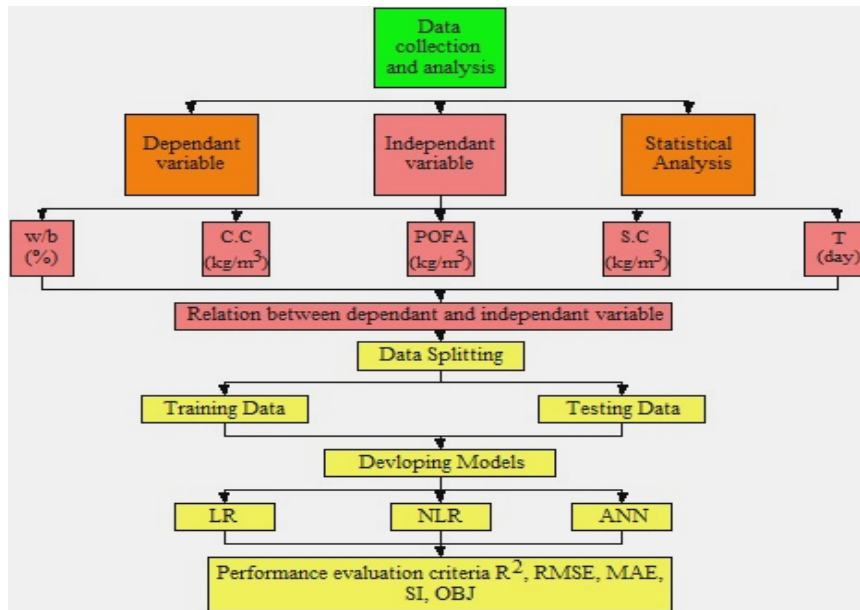 Data
collection
and analysis
Dependant
variable
Independant
variable
Statistical
Analysis
w/b
(%)
C.C
(kg/m³)
POFA
(kg/m³)
S.C
(kg/m³)
T
(day)
Relation between dependant and independant variable
Data Splitting
Training Data
Testing Data
Devloping Models
LR
NLR
ANN
Performance evaluation criteria R², RMSE, MAE,
SI, OBJ